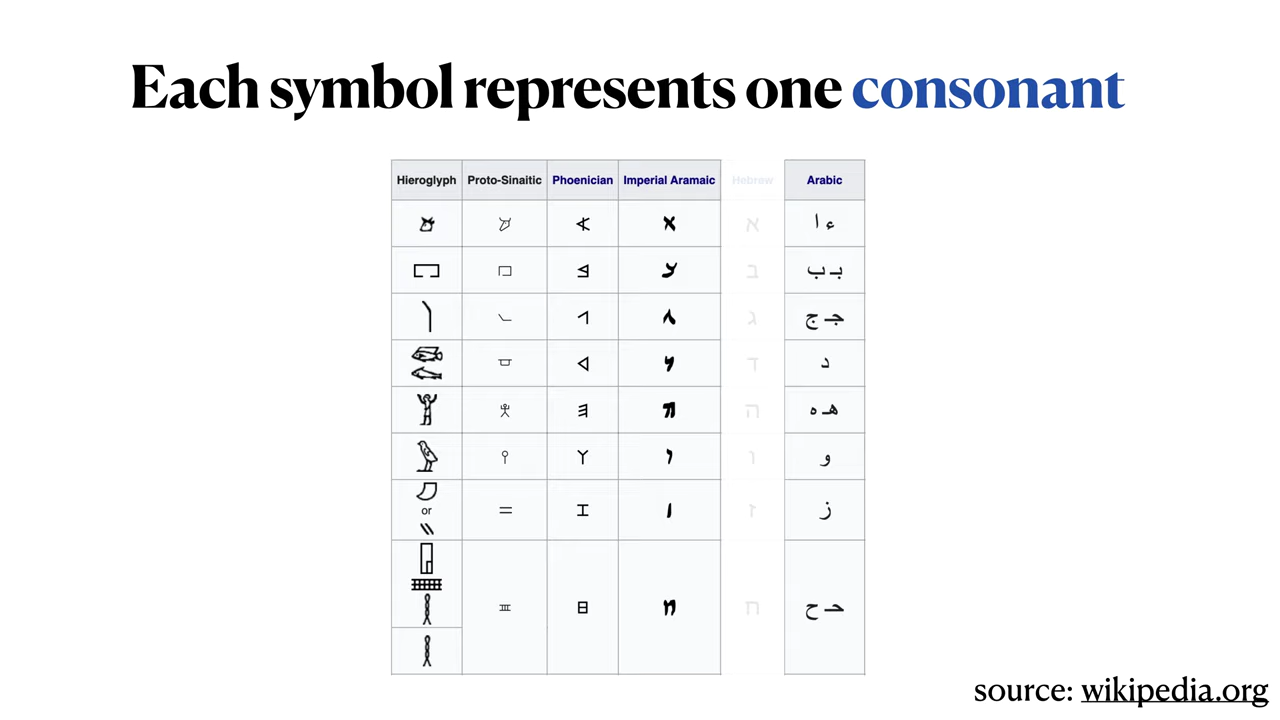 Each symbol represents one consonant
Hieroglyph Proto-Sinaitic Phoenician Imperial Aramaic Hebrew Arabic
𐤀 𐡀 א ء ا
𐤁 𐡁 ב بـ ب
𐤂 𐡂 ג جـ ج
𐤃 𐡃 ד د
𐤄 𐡄 ה هـ ه
𐤅 𐡅 ו و
or 𐤆 𐡆 ז ز
𐤇 𐡇 ח حـ ح
source: wikipedia.org